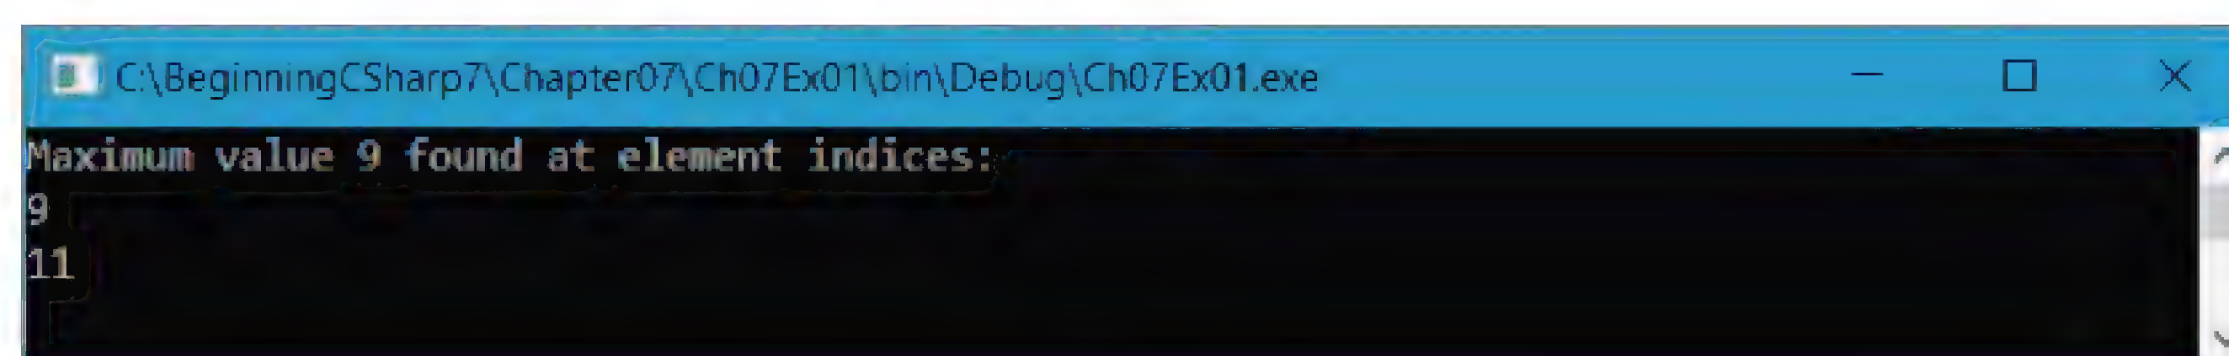 C:\BeginningCSharp7\Chapter07\Ch07Ex01\bin\Debug\Ch07Ex01.exe
Maximum value 9 found at element indices:
9
11